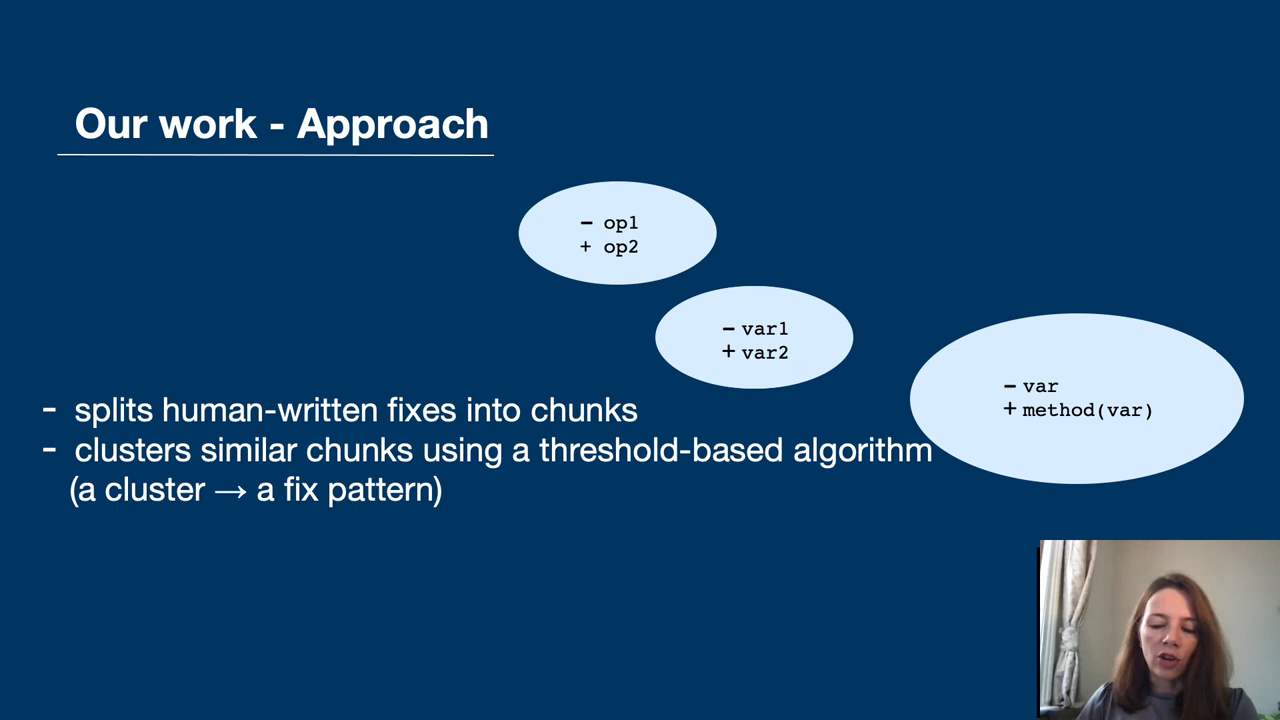 Our work - Approach
- op1
+ op2
- var1
+ var2
- var
+ method(var)
- splits human-written fixes into chunks
- clusters similar chunks using a threshold-based algorithm
(a cluster → a fix pattern)